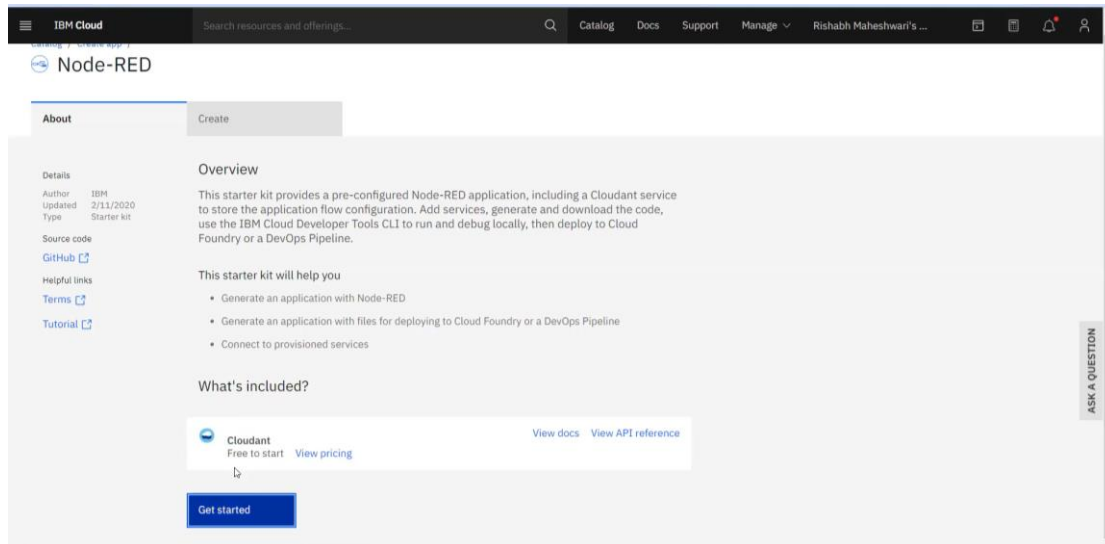 IBM Cloud
Search resources and offerings...
Catalog
Docs
Support
Manage
Rishabh Maheshwari's ...
Catalog / Create app /
Node-RED
About
Create
Details
Author IBM
Updated 2/11/2020
Type Starter kit
Source code
GitHub
Helpful links
Terms
Tutorial
Overview
This starter kit provides a pre-configured Node-RED application, including a Cloudant service
to store the application flow configuration. Add services, generate and download the code,
use the IBM Cloud Developer Tools CLI to run and debug locally, then deploy to Cloud
Foundry or a DevOps Pipeline.
This starter kit will help you
• Generate an application with Node-RED
• Generate an application with files for deploying to Cloud Foundry or a DevOps Pipeline
• Connect to provisioned services
What's included?
Cloudant
Free to start View pricing
View docs View API reference
Get started
ASK A QUESTION